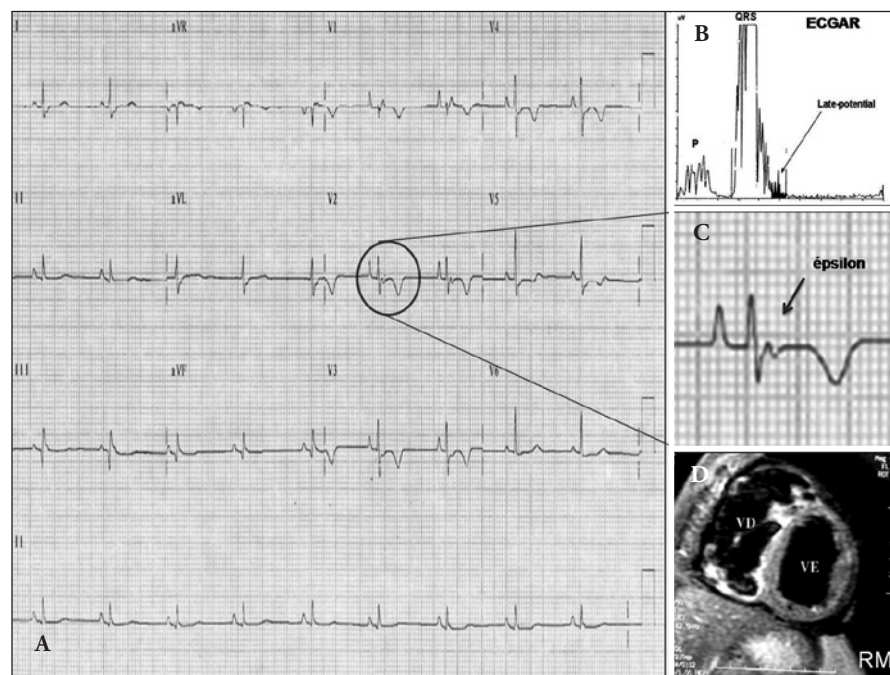 I aVR V1 V4
II aVL V2 V5
III aVF V3 V6
II
A
B
ECGAR
uV
QRS
Late-potential
P
C
épsilon
D
VD
VE
RM